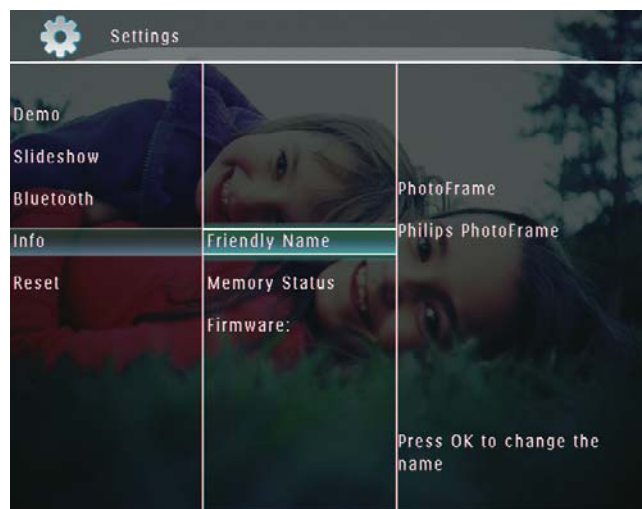 Settings
Demo
Slideshow
Bluetooth
Info
Reset
Friendly Name
Memory Status
Firmware:
PhotoFrame
Philips PhotoFrame
Press OK to change the
name